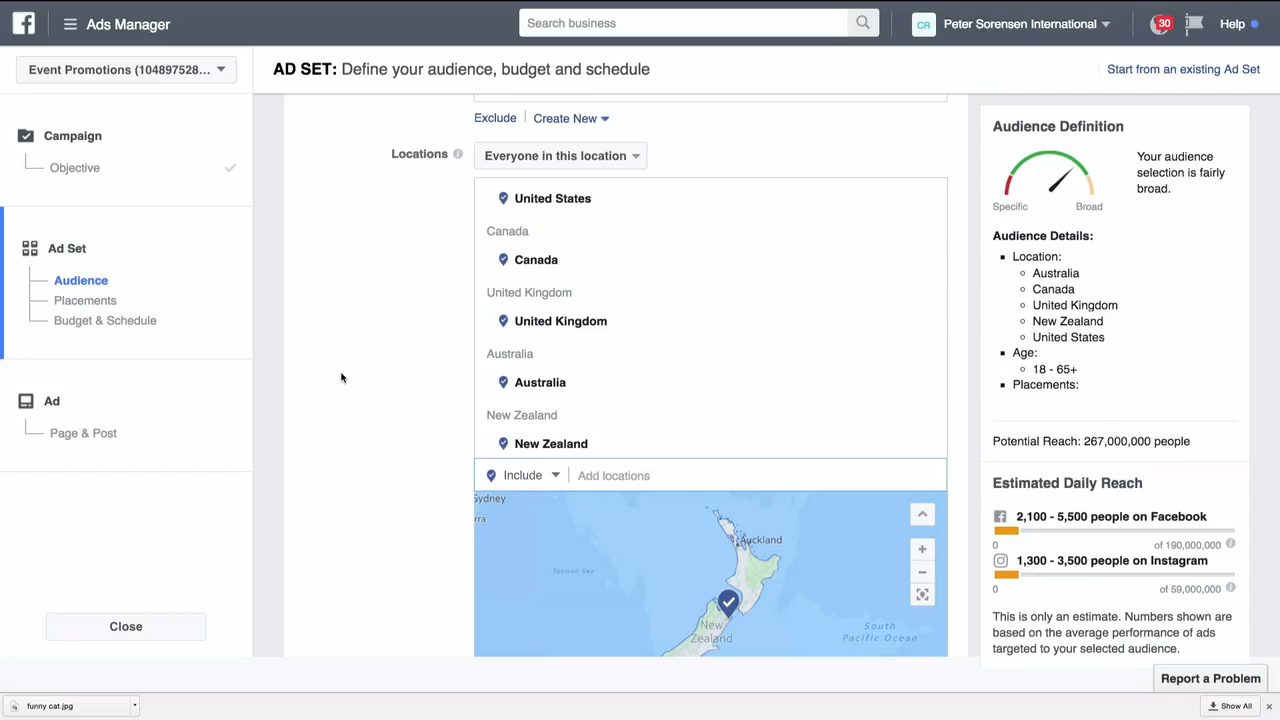 Ads Manager
Search business
CR
Peter Sorensen International
30
Help
Event Promotions (104897528...
AD SET: Define your audience, budget and schedule
Start from an existing Ad Set
Campaign
Objective
Ad Set
Audience
Placements
Budget & Schedule
Ad
Page & Post
Close
Exclude
Create New
Locations
Everyone in this location
United States
Canada
Canada
United Kingdom
United Kingdom
Australia
Australia
New Zealand
New Zealand
Include
Add locations
Sydney
rra
Auckland
Tasman Sea
New
Zealand
South
Pacific Ocean
Audience Definition
Specific
Broad
Your audience
selection is fairly
broad.
Audience Details:
Location:
Australia
Canada
United Kingdom
New Zealand
United States
Age:
18 - 65+
Placements:
Potential Reach: 267,000,000 people
Estimated Daily Reach
2,100 - 5,500 people on Facebook
0
of 190,000,000
1,300 - 3,500 people on Instagram
0
of 59,000,000
This is only an estimate. Numbers shown are
based on the average performance of ads
targeted to your selected audience.
Report a Problem
funny cat.jpg
Show All